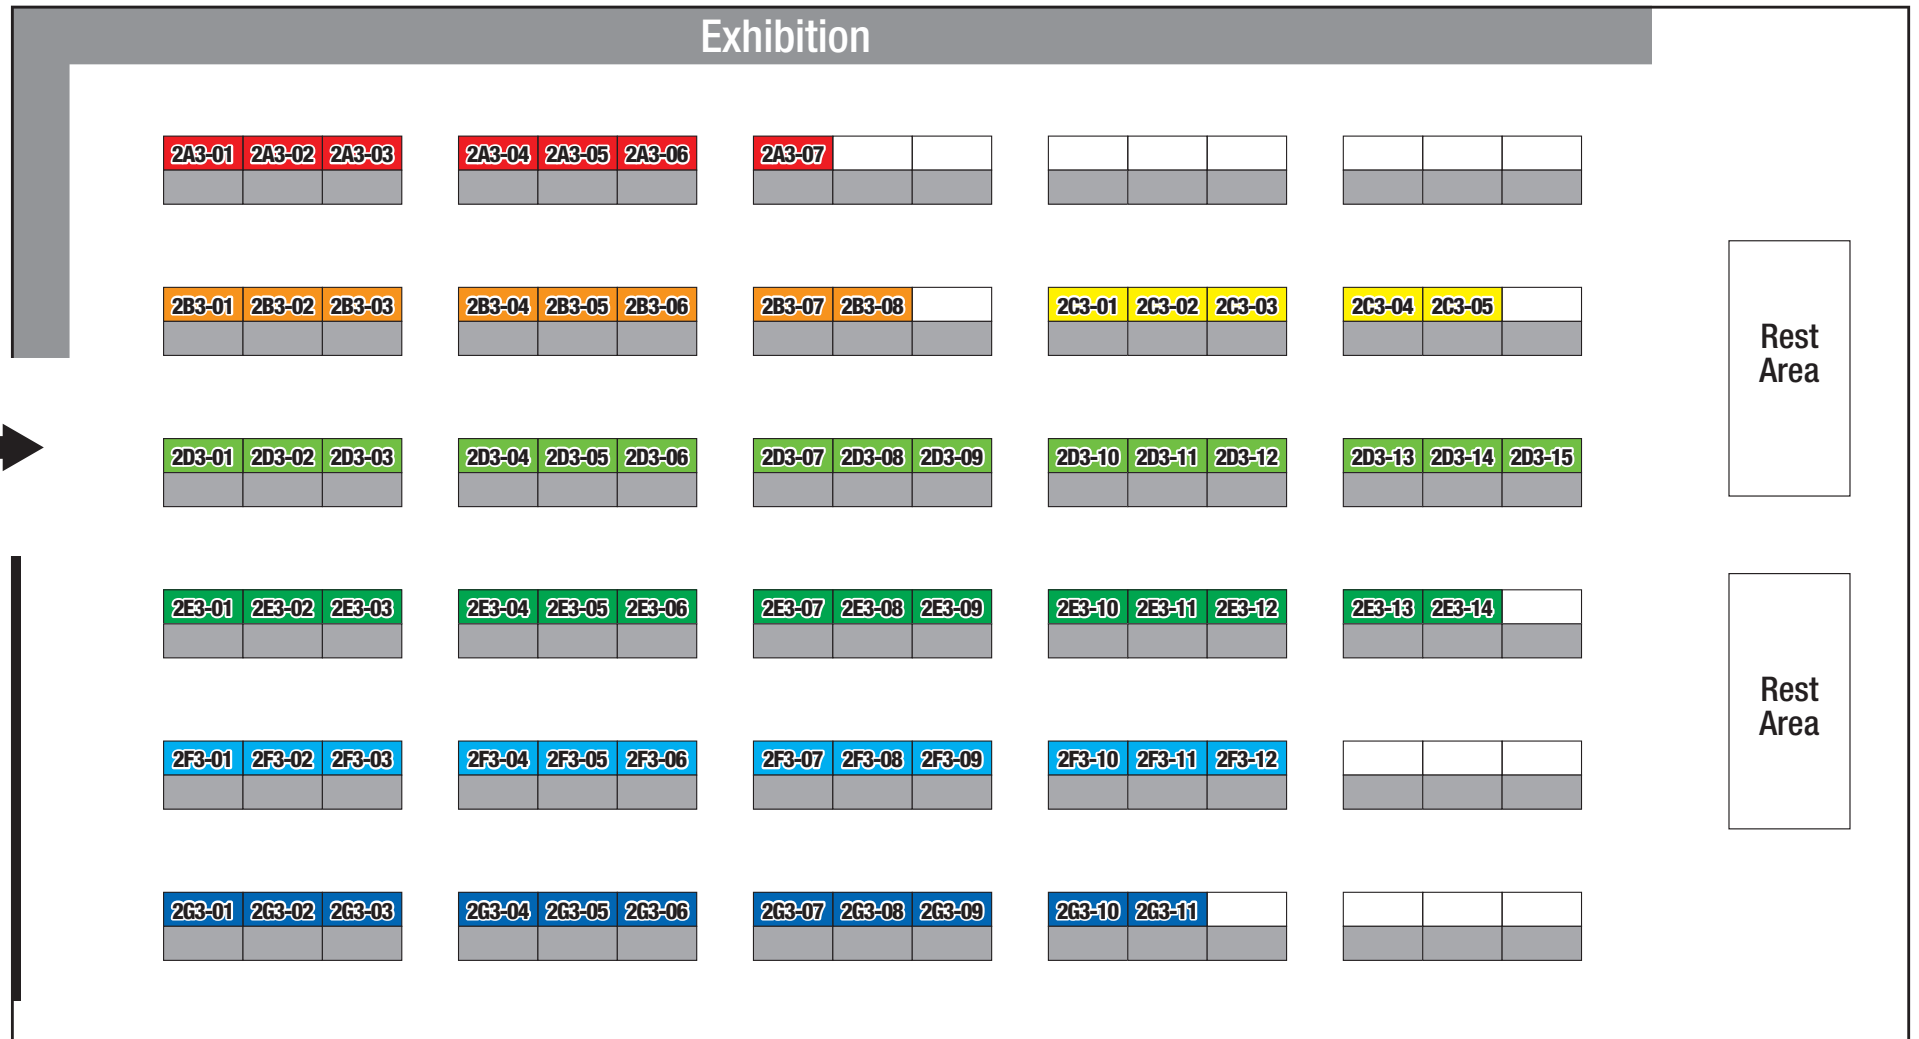 Exhibition
2A3-01 2A3-02 2A3-03 2A3-04 2A3-05 2A3-06 2A3-07
2B3-01 2B3-02 2B3-03 2B3-04 2B3-05 2B3-06 2B3-07 2B3-08 2C3-01 2C3-02 2C3-03 2C3-04 2C3-05
Rest
Area
2D3-01 2D3-02 2D3-03 2D3-04 2D3-05 2D3-06 2D3-07 2D3-08 2D3-09 2D3-10 2D3-11 2D3-12 2D3-13 2D3-14 2D3-15
2E3-01 2E3-02 2E3-03 2E3-04 2E3-05 2E3-06 2E3-07 2E3-08 2E3-09 2E3-10 2E3-11 2E3-12 2E3-13 2E3-14
Rest
Area
2F3-01 2F3-02 2F3-03 2F3-04 2F3-05 2F3-06 2F3-07 2F3-08 2F3-09 2F3-10 2F3-11 2F3-12
2G3-01 2G3-02 2G3-03 2G3-04 2G3-05 2G3-06 2G3-07 2G3-08 2G3-09 2G3-10 2G3-11